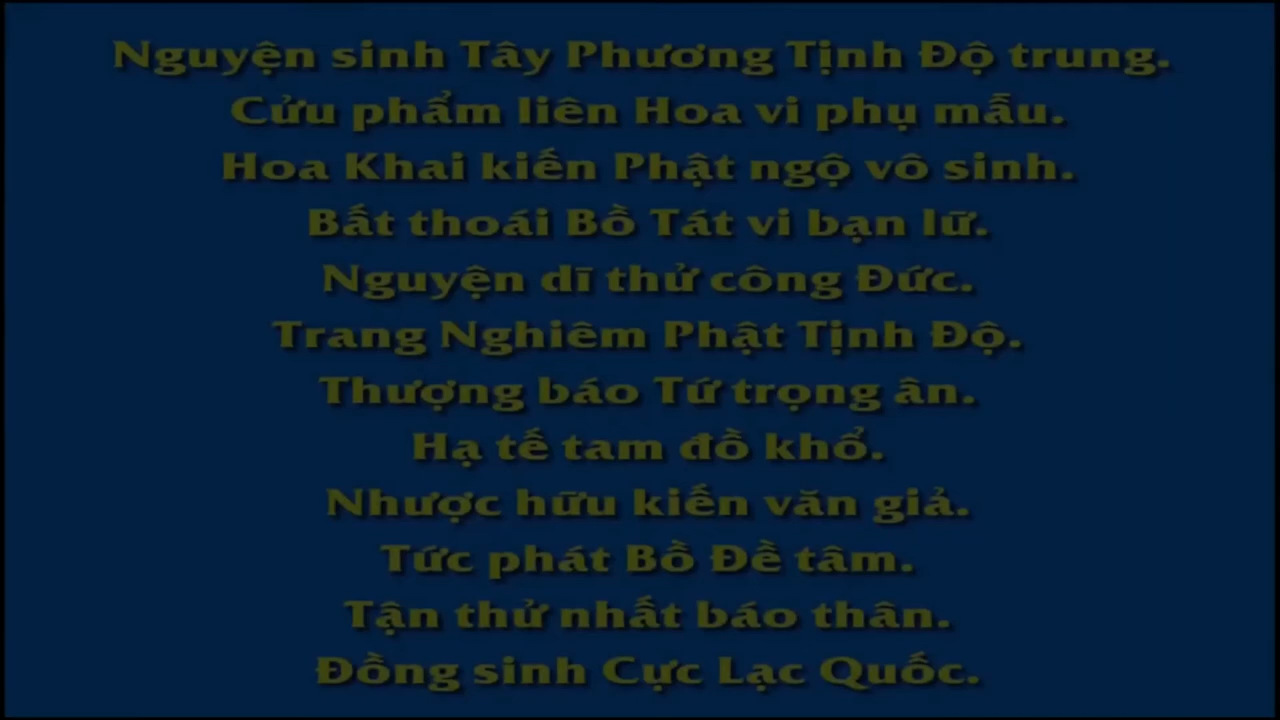 Nguyện sinh Tây Phương Tịnh Độ trung.
Cửu phẩm liên Hoa vi phụ mẫu.
Hoa Khai kiến Phật ngộ vô sinh.
Bất thoái Bồ Tát vi bạn lữ.
Nguyện dĩ thử công Đức.
Trang Nghiêm Phật Tịnh Độ.
Thượng báo Tứ trọng ân.
Hạ tế tam đồ khổ.
Nhược hữu kiến văn giả.
Tức phát Bồ Đề tâm.
Tận thử nhất báo thân.
Đồng sinh Cực Lạc Quốc.